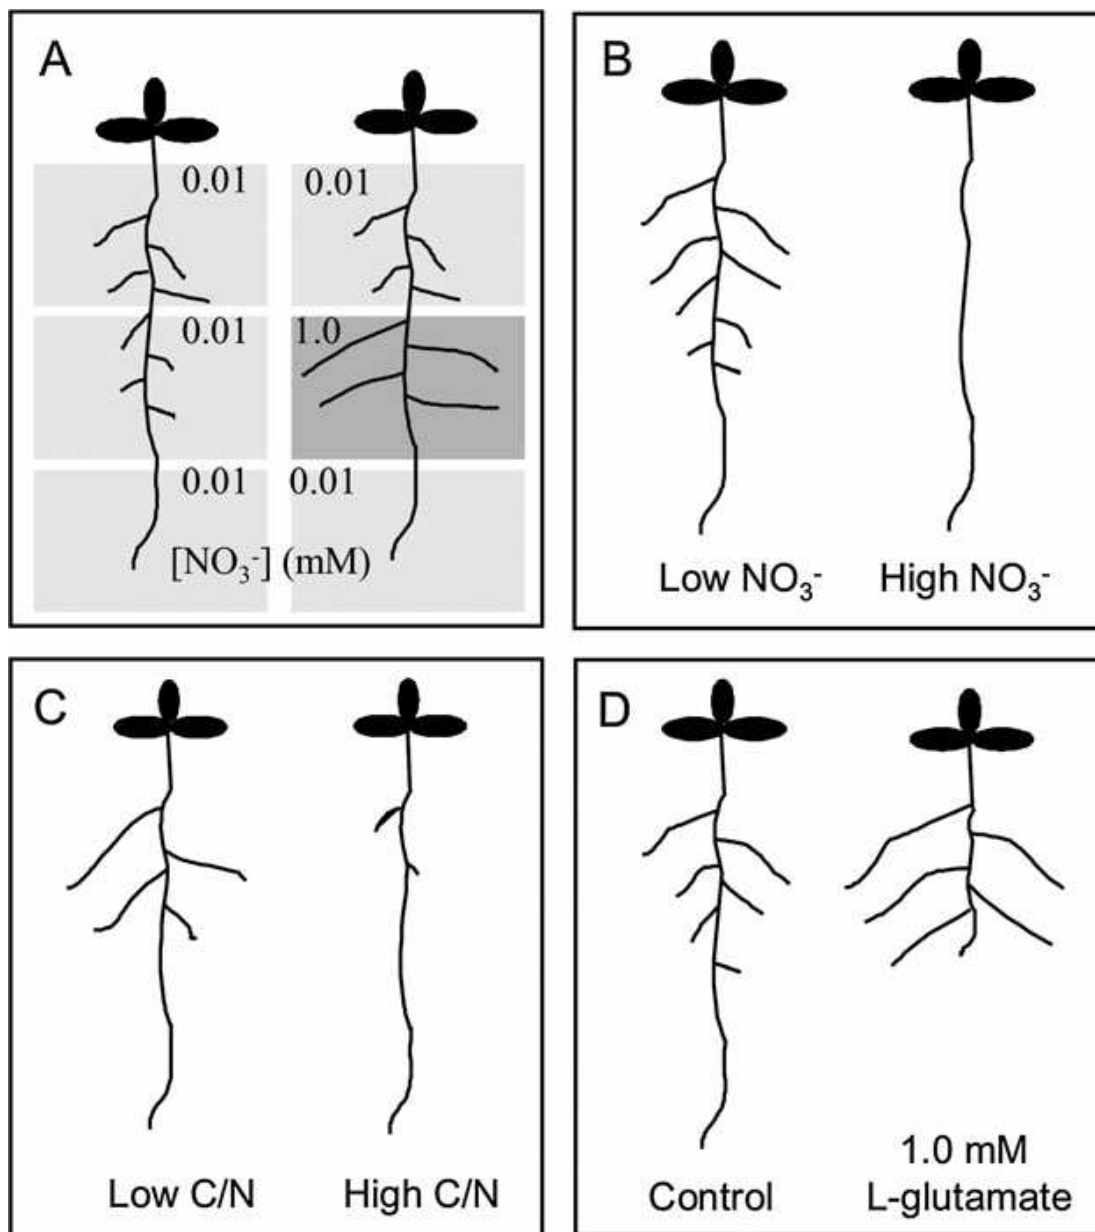 A
0.01 0.01
0.01 1.0
0.01 0.01
[NO₃⁻] (mM)
B
Low NO₃⁻ High NO₃⁻
C
Low C/N High C/N
D
1.0 mM
Control L-glutamate